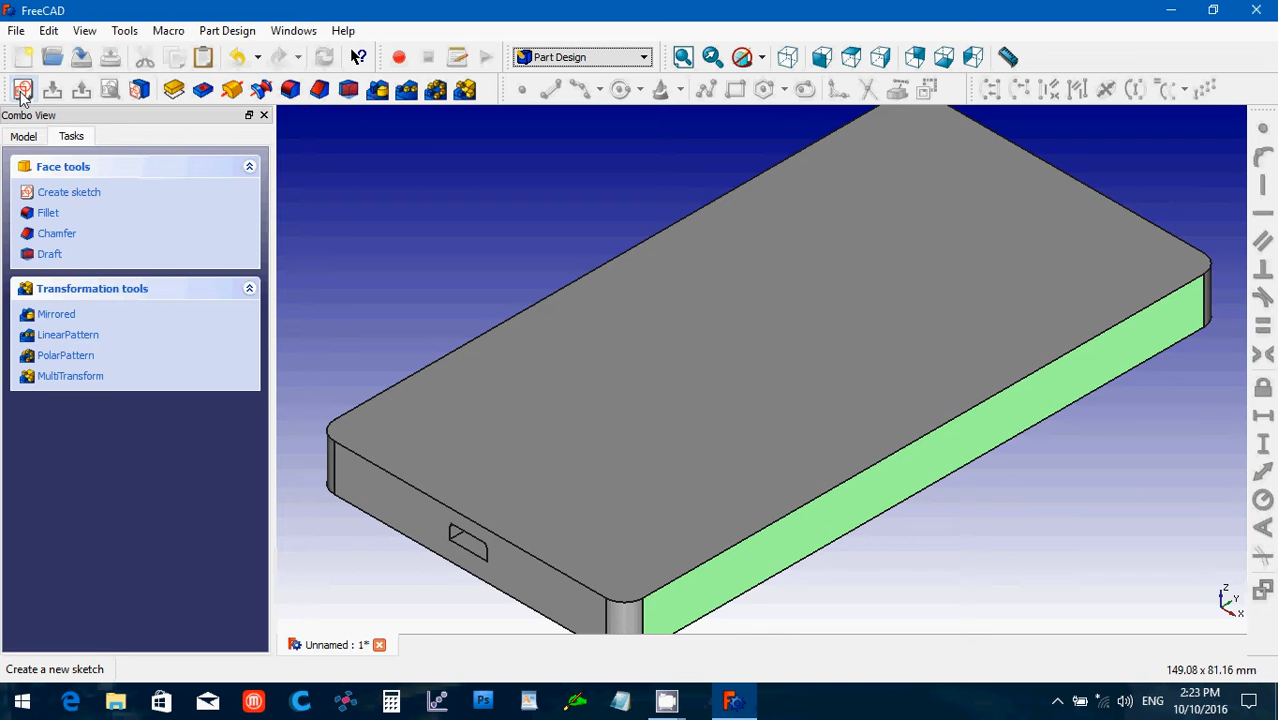 FreeCAD
File Edit View Tools Macro Part Design Windows Help
Part Design
Combo View
Model Tasks
Face tools
Create sketch
Fillet
Chamfer
Draft
Transformation tools
Mirrored
LinearPattern
PolarPattern
MultiTransform
Z
Y
X
Unnamed : 1*
Create a new sketch
149.08 x 81.16 mm
ENG
2:23 PM
10/10/2016